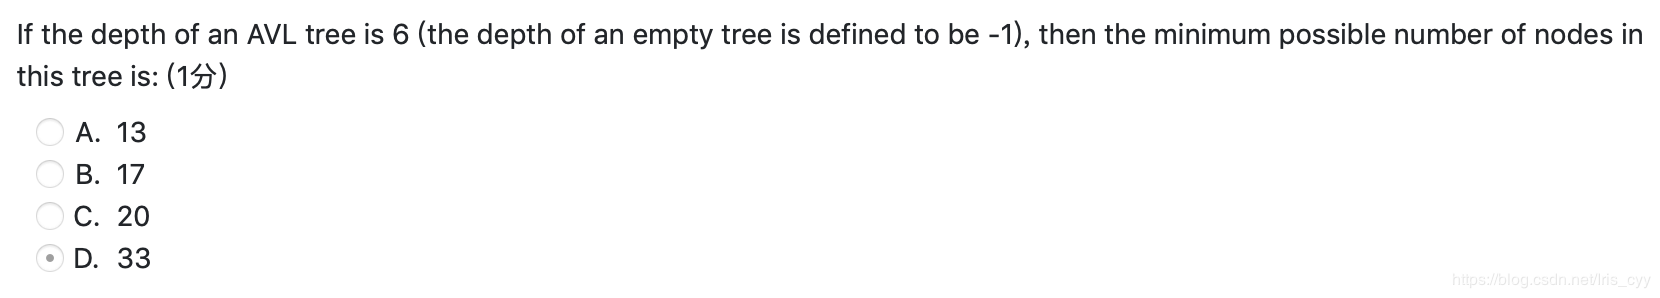 If the depth of an AVL tree is 6 (the depth of an empty tree is defined to be -1), then the minimum possible number of nodes in
this tree is: (1分)
A. 13
B. 17
C. 20
D. 33
https://blog.csdn.net/Iris_cyy